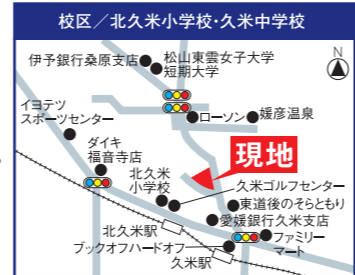 校区／北久米小学校・久米中学校
N
伊予銀行桑原支店
松山東雲女子大学
短期大学
ローソン
媛彦温泉
イヨテツ
スポーツセンター
ダイキ
福音寺店
現地
北久米
小学校
久米ゴルフセンター
東道後のそらともり
愛媛銀行久米支店
北久米駅
ファミリー
マート
ブックオフハードオフ
久米駅